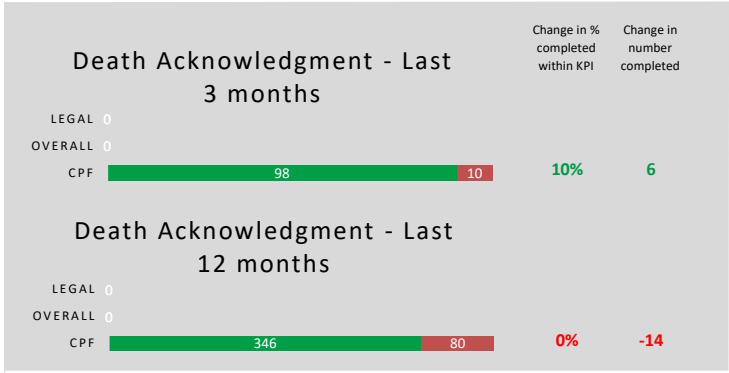 Change in %
completed
within KPI
Change in
number
completed
Death Acknowledgment - Last
3 months
LEGAL 0
OVERALL 0
CPF 98 10 10% 6
Death Acknowledgment - Last
12 months
LEGAL 0
OVERALL 0
CPF 346 80 0% -14